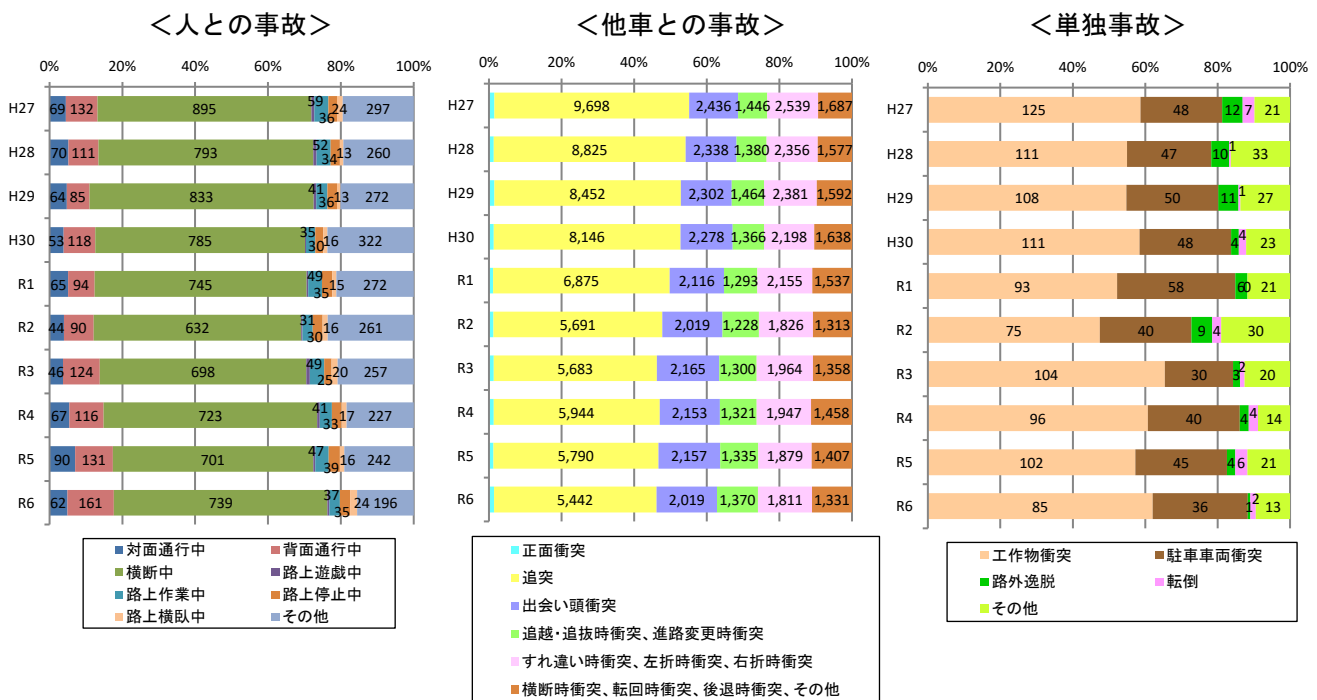 ＜人との事故＞
0% 20% 40% 60% 80% 100%
H27 69 132 895 59 36 24 297
H28 70 111 793 52 34 13 260
H29 64 85 833 41 36 13 272
H30 53 118 785 35 30 16 322
R1 65 94 745 49 35 15 272
R2 44 90 632 31 30 16 261
R3 46 124 698 49 25 20 257
R4 67 116 723 41 33 17 227
R5 90 131 701 47 39 16 242
R6 62 161 739 37 35 24 196
対面通行中 背面通行中
横断中 路上遊戯中
路上作業中 路上停止中
路上横臥中 その他
＜他車との事故＞
0% 20% 40% 60% 80% 100%
H27 9,698 2,436 1,446 2,539 1,687
H28 8,825 2,338 1,380 2,356 1,577
H29 8,452 2,302 1,464 2,381 1,592
H30 8,146 2,278 1,366 2,198 1,638
R1 6,875 2,116 1,293 2,155 1,537
R2 5,691 2,019 1,228 1,826 1,313
R3 5,683 2,165 1,300 1,964 1,358
R4 5,944 2,153 1,321 1,947 1,458
R5 5,790 2,157 1,335 1,879 1,407
R6 5,442 2,019 1,370 1,811 1,331
正面衝突
追突
出会い頭衝突
追越・追抜時衝突、進路変更時衝突
すれ違い時衝突、左折時衝突、右折時衝突
横断時衝突、転回時衝突、後退時衝突、その他
＜単独事故＞
0% 20% 40% 60% 80% 100%
H27 125 48 12 7 21
H28 111 47 10 1 33
H29 108 50 11 1 27
H30 111 48 4 4 23
R1 93 58 6 0 21
R2 75 40 9 4 30
R3 104 30 3 2 20
R4 96 40 4 4 14
R5 102 45 4 6 21
R6 85 36 1 2 13
工作物衝突 駐車車両衝突
路外逸脱 転倒
その他